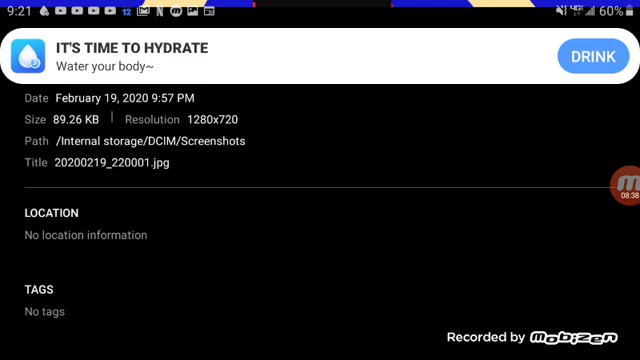 9:21 12 4G 60%
IT'S TIME TO HYDRATE
Water your body~
DRINK
Date February 19, 2020 9:57 PM
Size 89.26 KB | Resolution 1280x720
Path /Internal storage/DCIM/Screenshots
Title 20200219_220001.jpg
08:38
LOCATION
No location information
TAGS
No tags
Recorded by mobizen